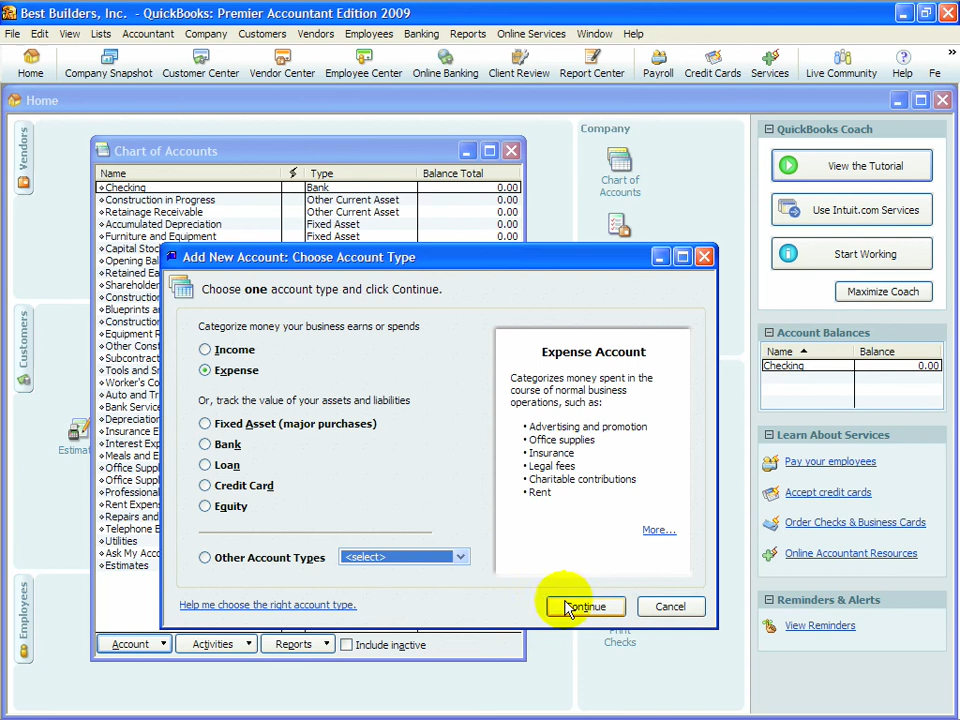 Best Builders, Inc. - QuickBooks: Premier Accountant Edition 2009
File Edit View Lists Accountant Company Customers Vendors Employees Banking Reports Online Services Window Help
Home Company Snapshot Customer Center Vendor Center Employee Center Online Banking Client Review Report Center Payroll Credit Cards Services Live Community Help Fe
Home
Vendors
Customers
Employees
Company
Chart of
Accounts
Estimat
Print
Checks
Chart of Accounts
Name Type Balance Total
Checking Bank 0.00
Construction in Progress Other Current Asset 0.00
Retainage Receivable Other Current Asset 0.00
Accumulated Depreciation Fixed Asset 0.00
Furniture and Equipment Fixed Asset 0.00
Capital Stoc
Opening Bal
Retained Ea
Shareholder
Construction
Blueprints a
Construction
Equipment R
Other Const
Subcontract
Tools and Sm
Worker's Co
Auto and Tr
Bank Service
Depreciation
Insurance E
Interest Exp
Meals and E
Office Suppl
Office Suppl
Professional
Rent Expens
Repairs and
Telephone E
Utilities
Ask My Acco
Estimates
Account Activities Reports Include inactive
Add New Account: Choose Account Type
Choose one account type and click Continue.
Categorize money your business earns or spends
Income
Expense
Or, track the value of your assets and liabilities
Fixed Asset (major purchases)
Bank
Loan
Credit Card
Equity
Other Account Types <select>
Help me choose the right account type.
Expense Account
Categorizes money spent in the
course of normal business
operations, such as:
• Advertising and promotion
• Office supplies
• Insurance
• Legal fees
• Charitable contributions
• Rent
More...
Continue Cancel
QuickBooks Coach
View the Tutorial
Use Intuit.com Services
Start Working
Maximize Coach
Account Balances
Name Balance
Checking 0.00
Learn About Services
Pay your employees
Accept credit cards
Order Checks & Business Cards
Online Accountant Resources
Reminders & Alerts
View Reminders